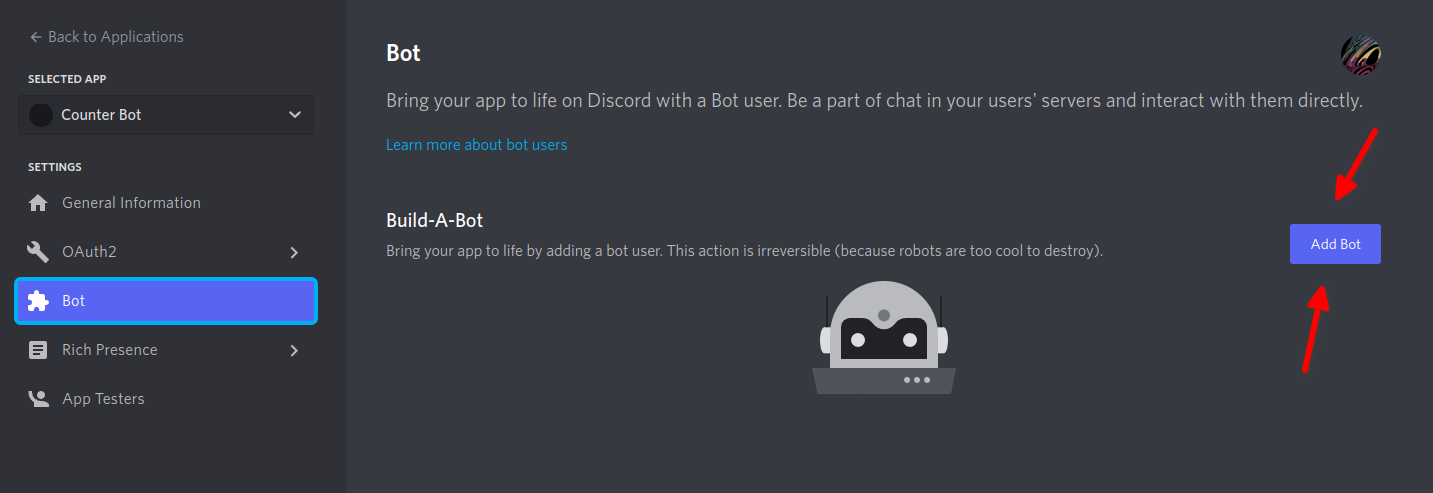 Back to Applications
SELECTED APP
Counter Bot
SETTINGS
General Information
OAuth2
Bot
Rich Presence
App Testers
Bot
Bring your app to life on Discord with a Bot user. Be a part of chat in your users' servers and interact with them directly.
Learn more about bot users
Build-A-Bot
Bring your app to life by adding a bot user. This action is irreversible (because robots are too cool to destroy).
Add Bot